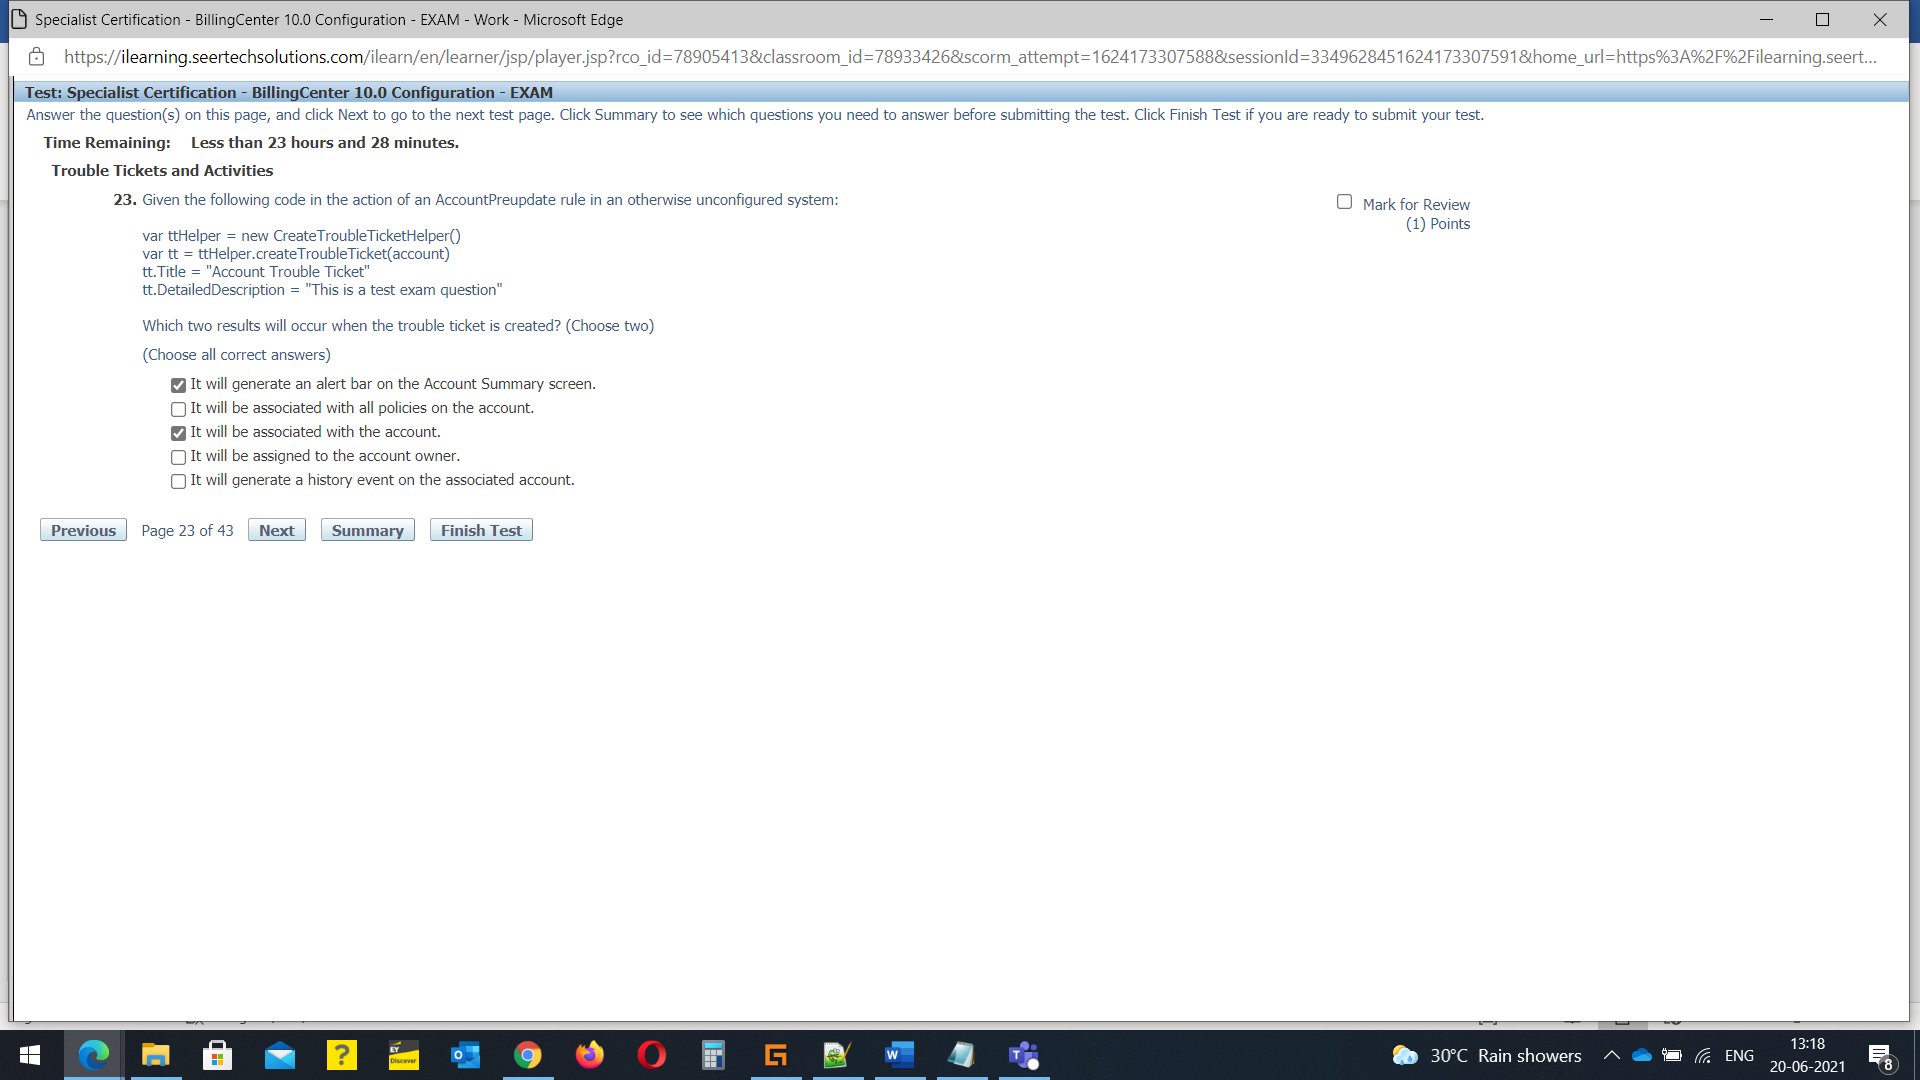 Specialist Certification - BillingCenter 10.0 Configuration - EXAM - Work - Microsoft Edge
https://ilearning.seertechsolutions.com/ilearn/en/learner/jsp/player.jsp?rco_id=78905413&classroom_id=78933426&scorm_attempt=1624173307588&sessionId=3349628451624173307591&home_url=https%3A%2F%2Filearning.seert...
Test: Specialist Certification - BillingCenter 10.0 Configuration - EXAM
Answer the question(s) on this page, and click Next to go to the next test page. Click Summary to see which questions you need to answer before submitting the test. Click Finish Test if you are ready to submit your test.
Time Remaining: Less than 23 hours and 28 minutes.
Trouble Tickets and Activities
23. Given the following code in the action of an AccountPreupdate rule in an otherwise unconfigured system:
Mark for Review
(1) Points
var ttHelper = new CreateTroubleTicketHelper()
var tt = ttHelper.createTroubleTicket(account)
tt.Title = "Account Trouble Ticket"
tt.DetailedDescription = "This is a test exam question"
Which two results will occur when the trouble ticket is created? (Choose two)
(Choose all correct answers)
It will generate an alert bar on the Account Summary screen.
It will be associated with all policies on the account.
It will be associated with the account.
It will be assigned to the account owner.
It will generate a history event on the associated account.
Previous Page 23 of 43 Next Summary Finish Test
EY Discover
30°C Rain showers
ENG
13:18
20-06-2021
8